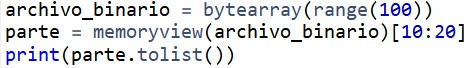 archivo_binario = bytearray(range(100))
parte = memoryview(archivo_binario)[10:20]
print(parte.tolist())